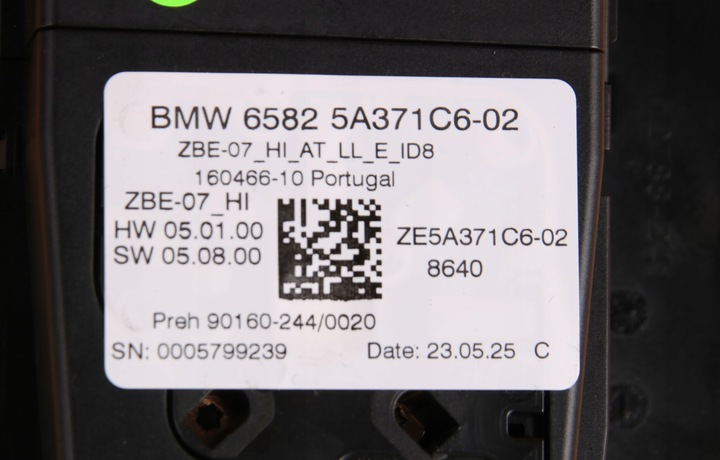 BMW 6582 5A371C6-02
ZBE-07_HI_AT_LL_E_ID8
160466-10 Portugal
ZBE-07_HI
HW 05.01.00
SW 05.08.00
ZE5A371C6-02
8640
Preh 90160-244/0020
SN: 0005799239 Date: 23.05.25 C